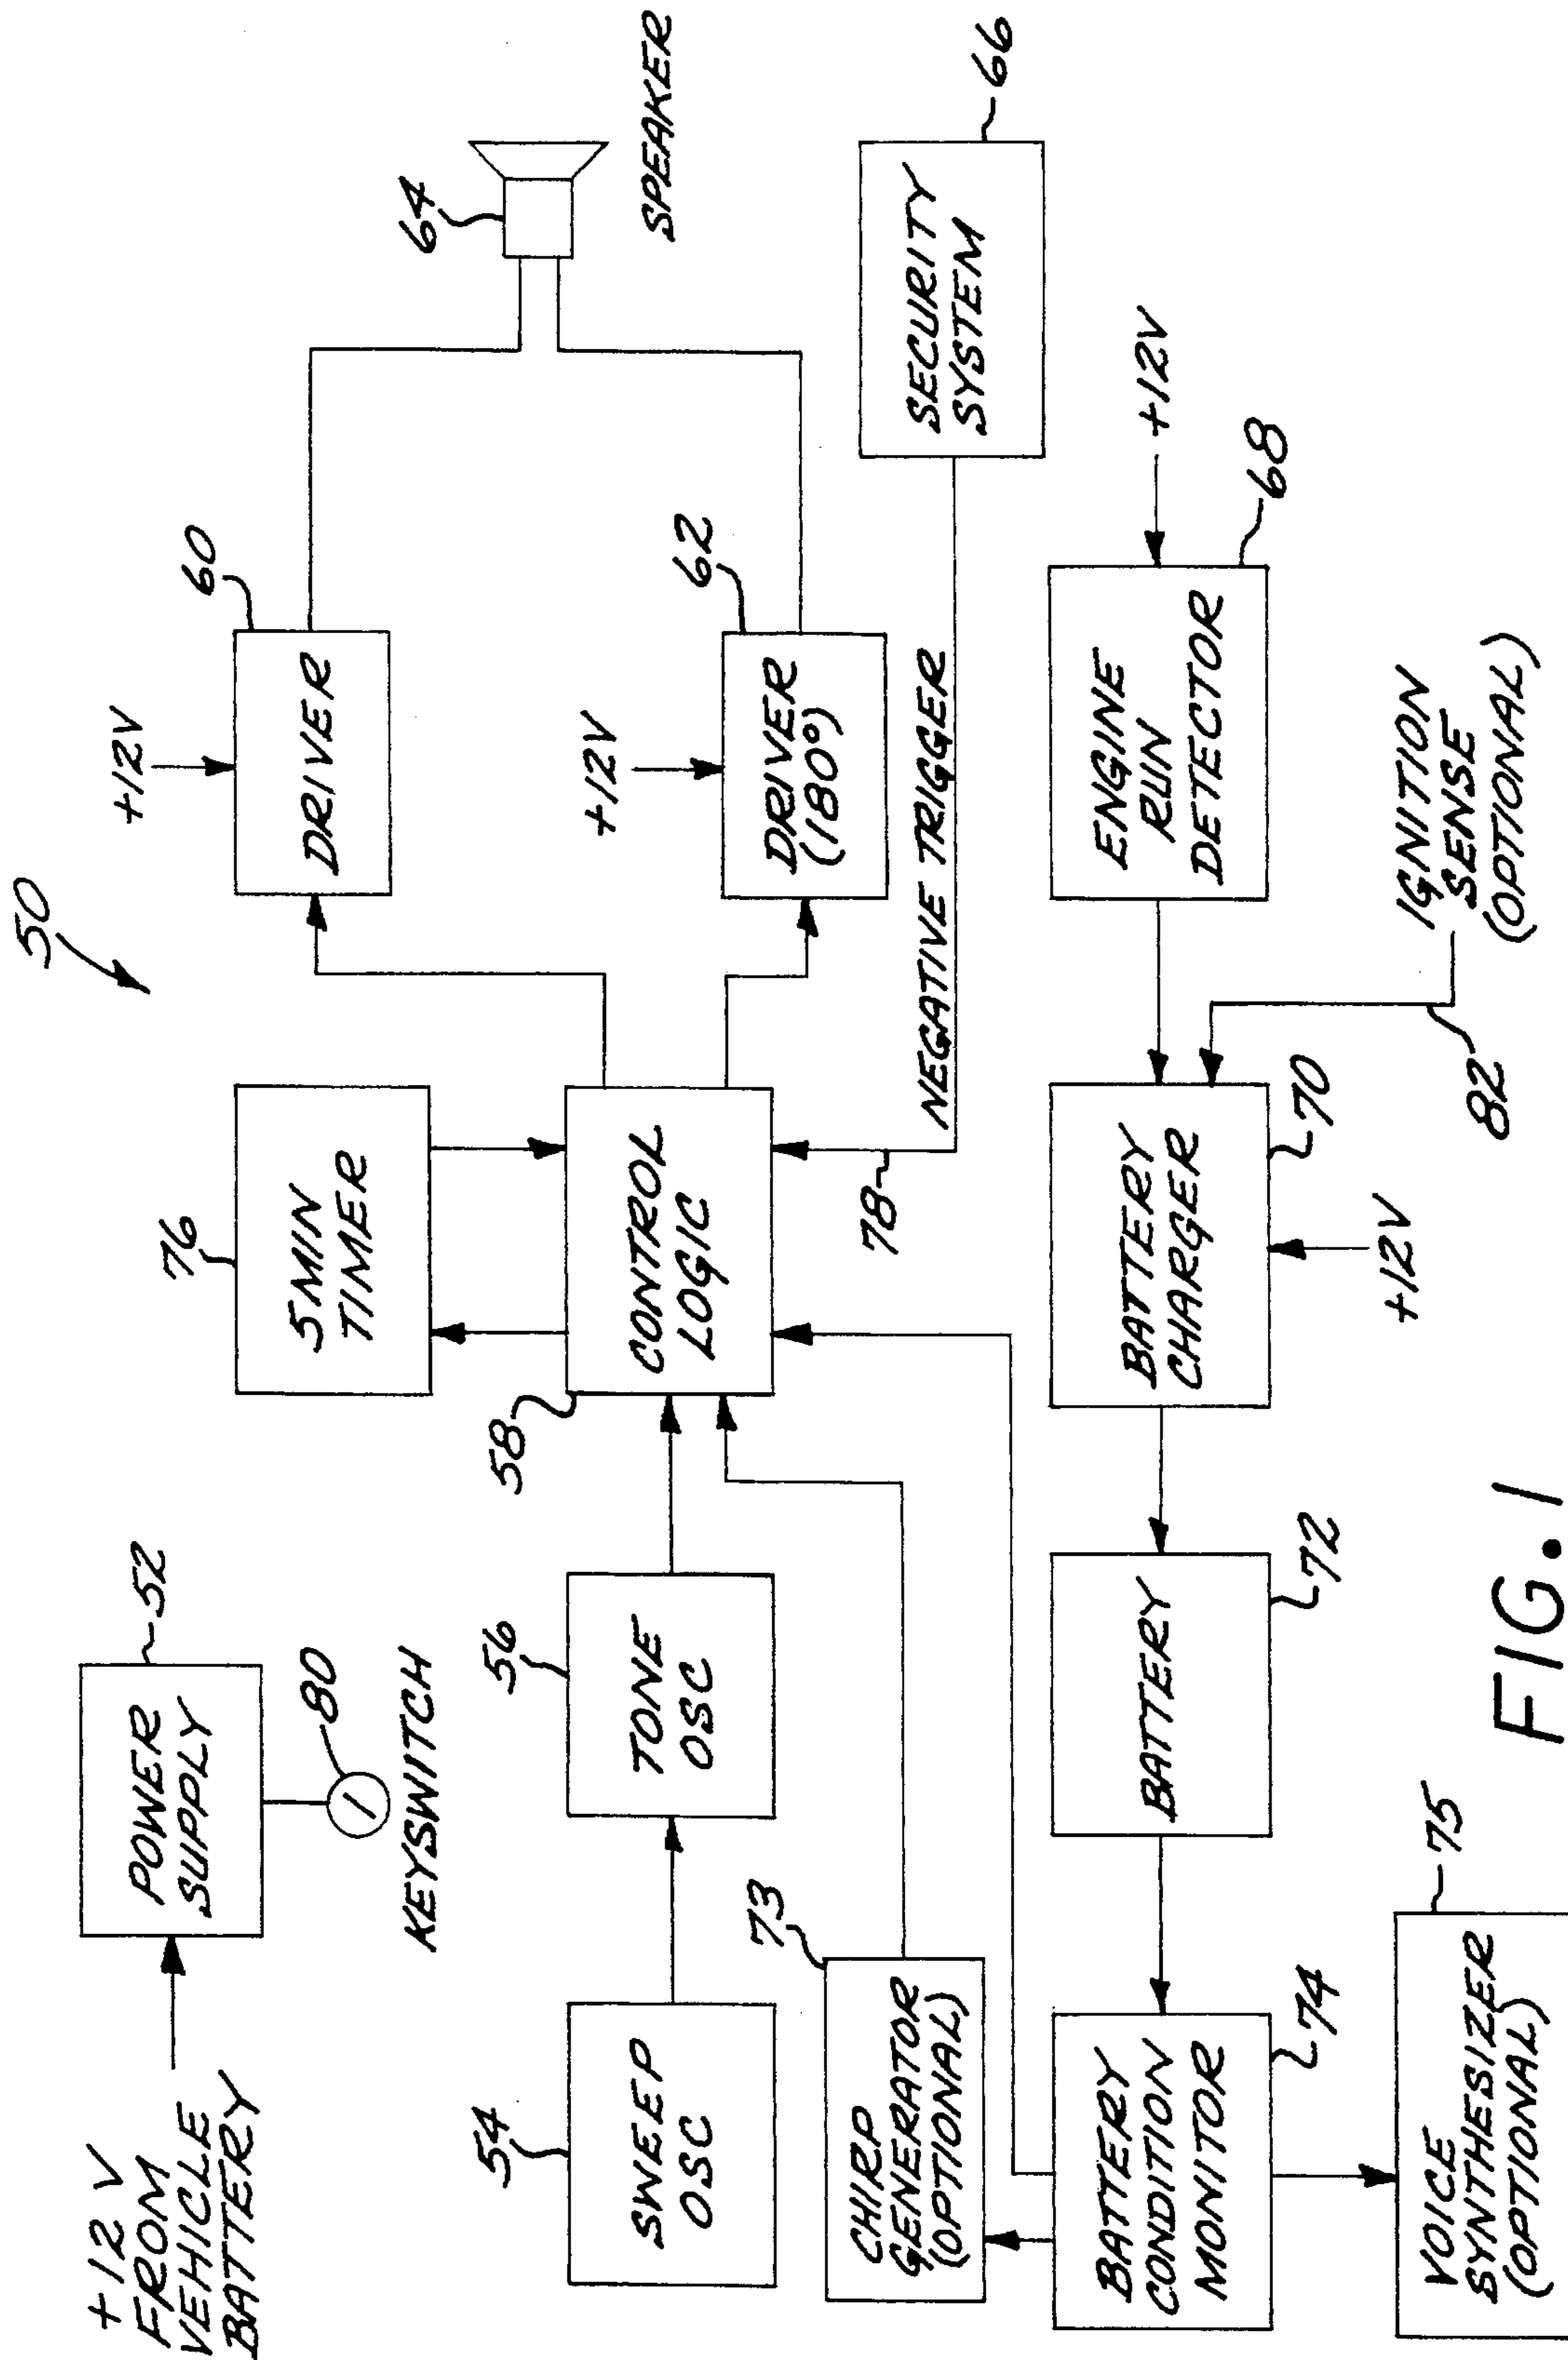 50
+12 V
FROM
VEHICLE
BATTERY
POWER
SUPPLY
52
80
KEYSWITCH
76
5 MIN
TIMER
+12V
60
DRIVER
64
SPEAKER
54
SWEEP
OSC
56
TONE
OSC
58
CONTROL
LOGIC
+12V
62
DRIVER
(180°)
73
CHIRP
GENERATOR
(OPTIONAL)
78
NEGATIVE TRIGGER
SECURITY
SYSTEM
66
BATTERY
CONDITION
MONITOR
74
BATTERY
72
BATTERY
CHARGER
70
+12V
ENGINE
RUN
DETECTOR
68
+12V
82
IGNITION
SENSE
(OPTIONAL)
VOICE
SYNTHESIZER
(OPTIONAL)
75
FIG. 1